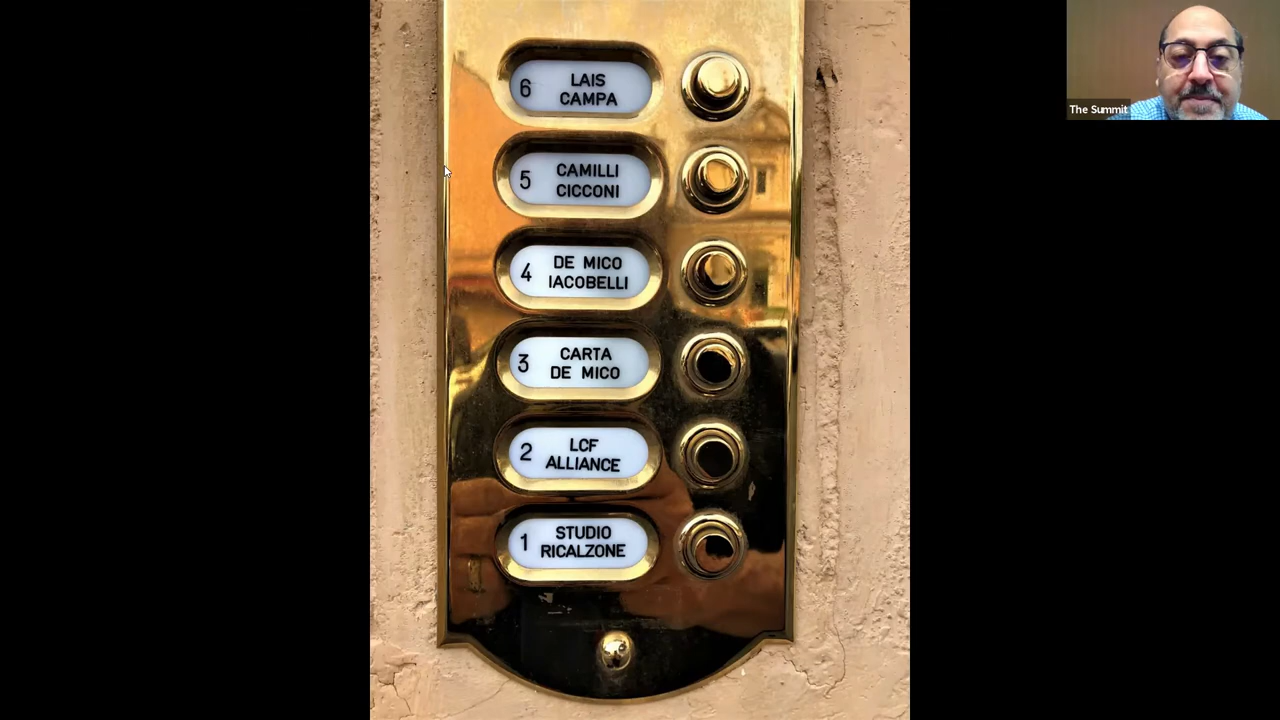 6 LAIS
CAMPA
5 CAMILLI
CICCONI
4 DE MICO
IACOBELLI
3 CARTA
DE MICO
2 LCF
ALLIANCE
1 STUDIO
RICALZONE
The Summit